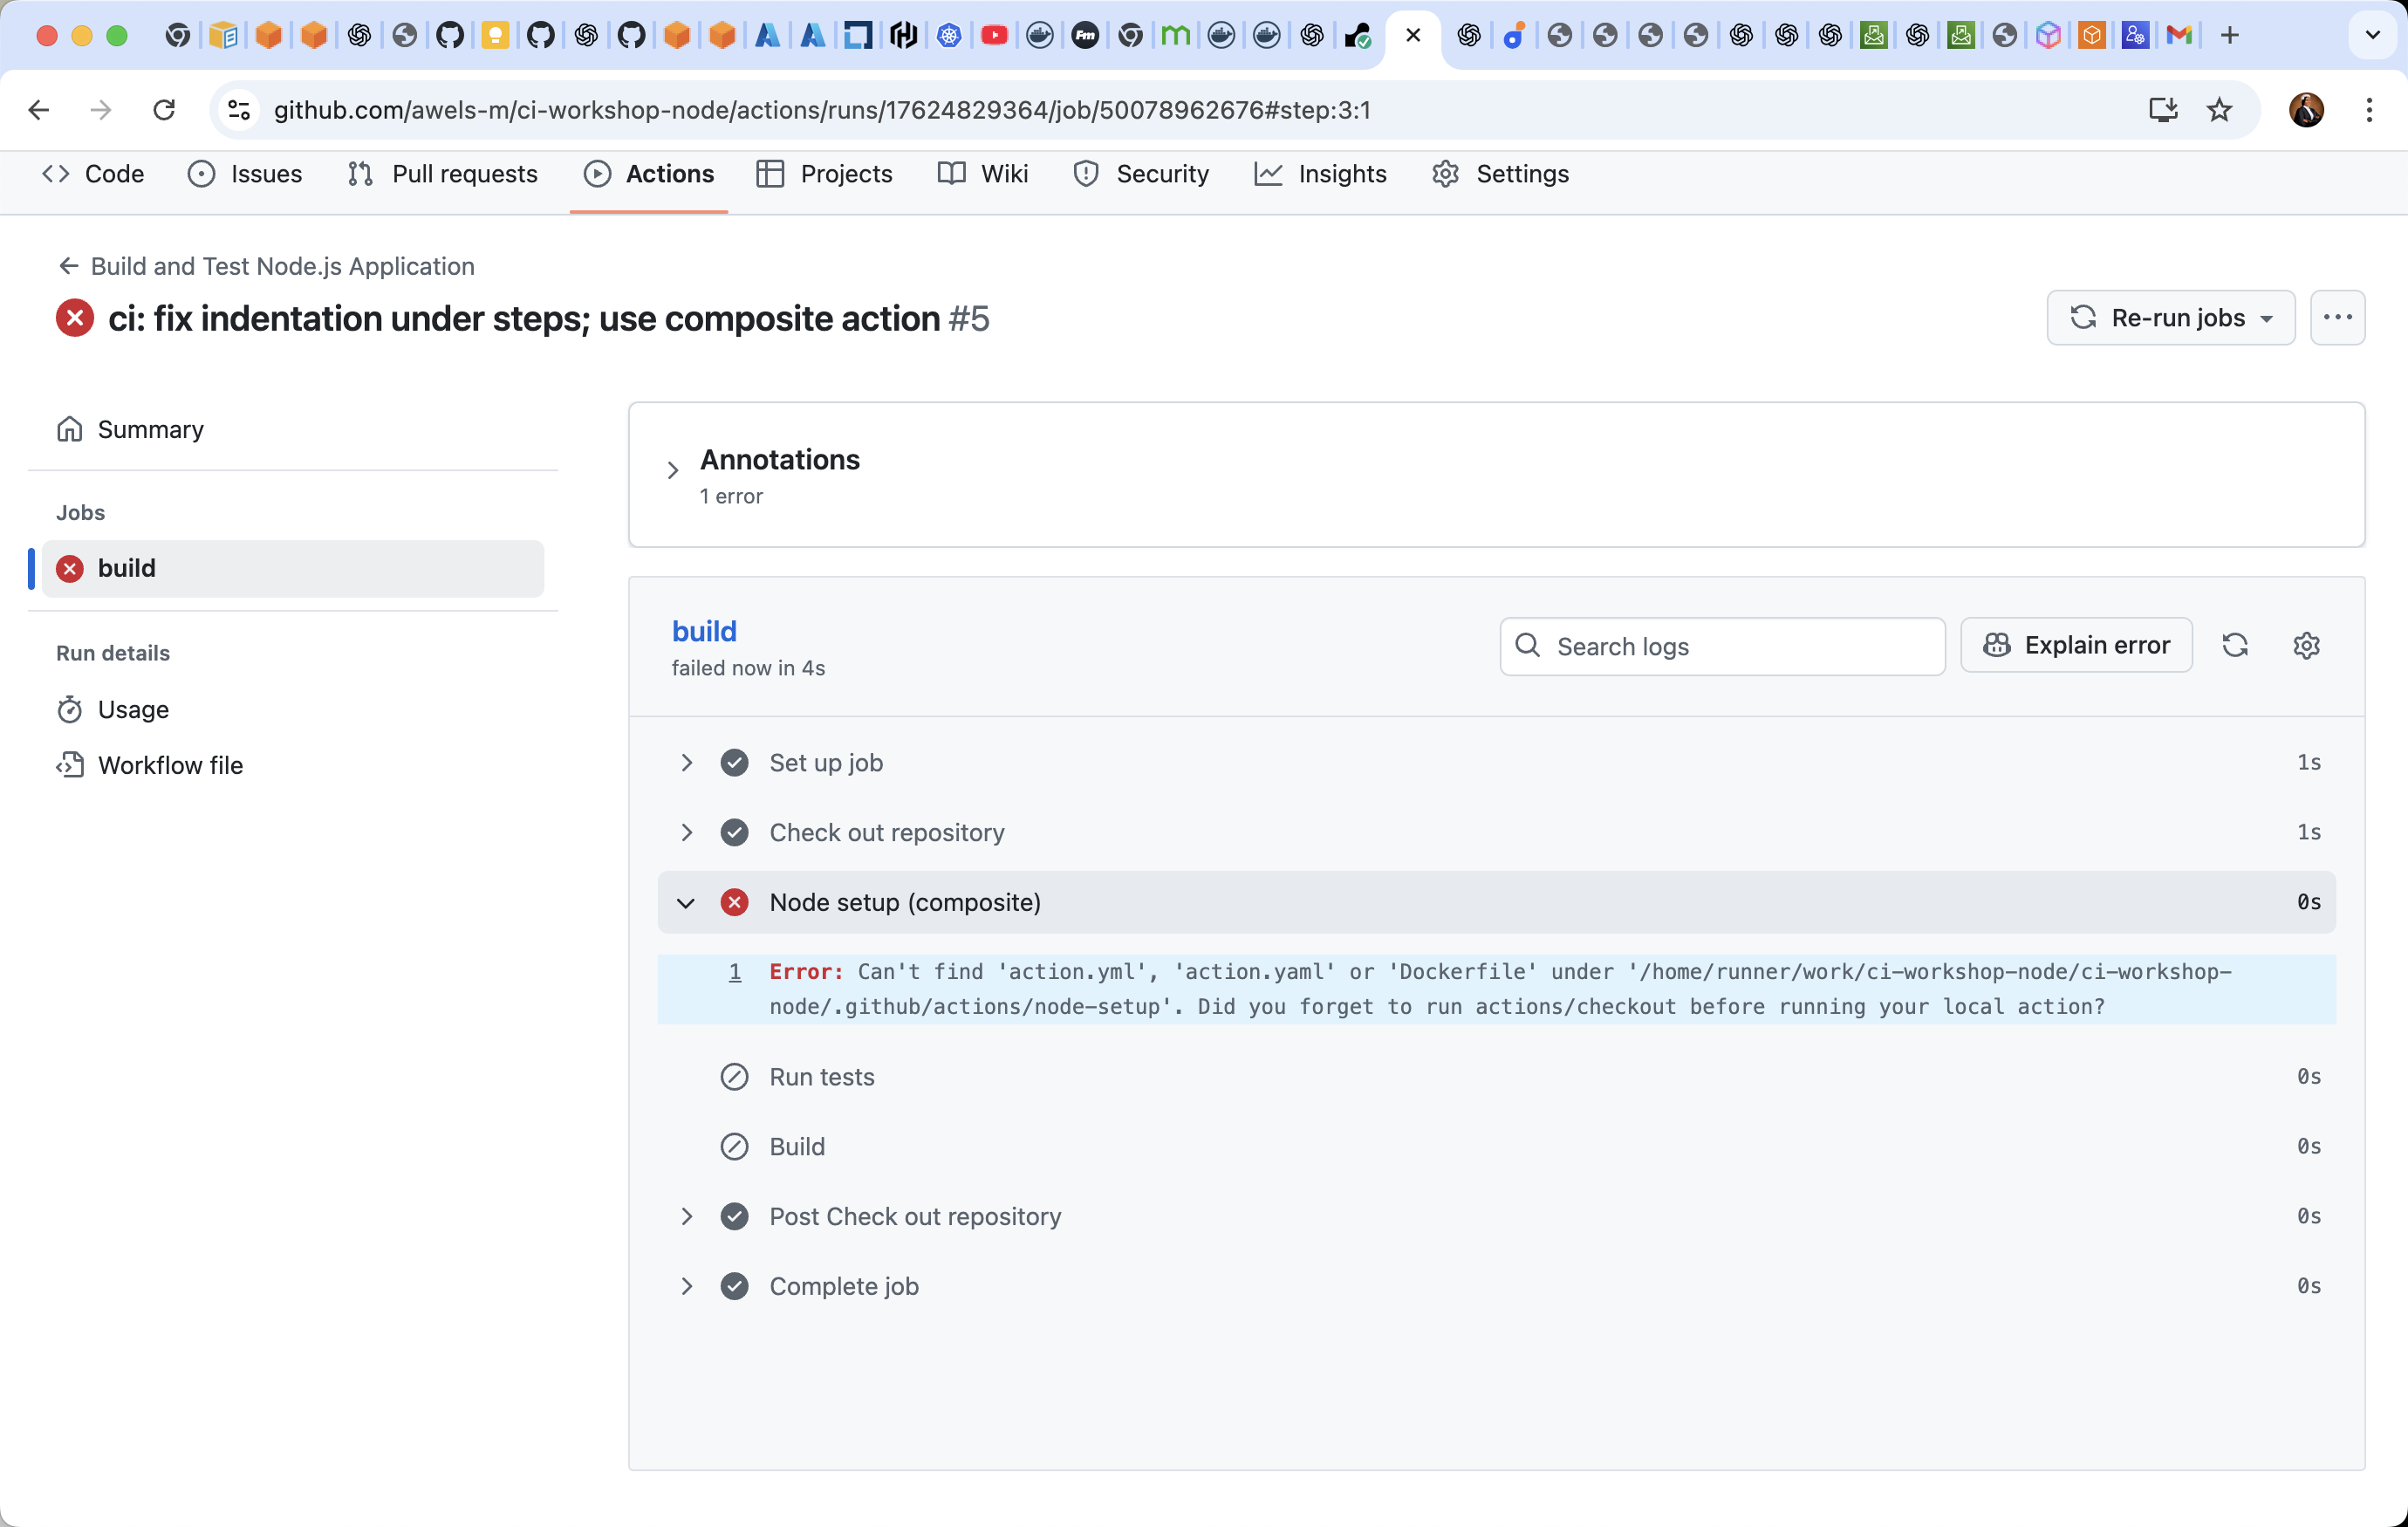 Fm
github.com/awels-m/ci-workshop-node/actions/runs/17624829364/job/50078962676#step:3:1
Code
Issues
Pull requests
Actions
Projects
Wiki
Security
Insights
Settings
Build and Test Node.js Application
ci: fix indentation under steps; use composite action #5
Re-run jobs
Summary
Jobs
build
Run details
Usage
Workflow file
Annotations
1 error
build
failed now in 4s
Search logs
Explain error
Set up job
1s
Check out repository
1s
Node setup (composite)
0s
1 Error: Can't find 'action.yml', 'action.yaml' or 'Dockerfile' under '/home/runner/work/ci-workshop-node/ci-workshop-
node/.github/actions/node-setup'. Did you forget to run actions/checkout before running your local action?
Run tests
0s
Build
0s
Post Check out repository
0s
Complete job
0s